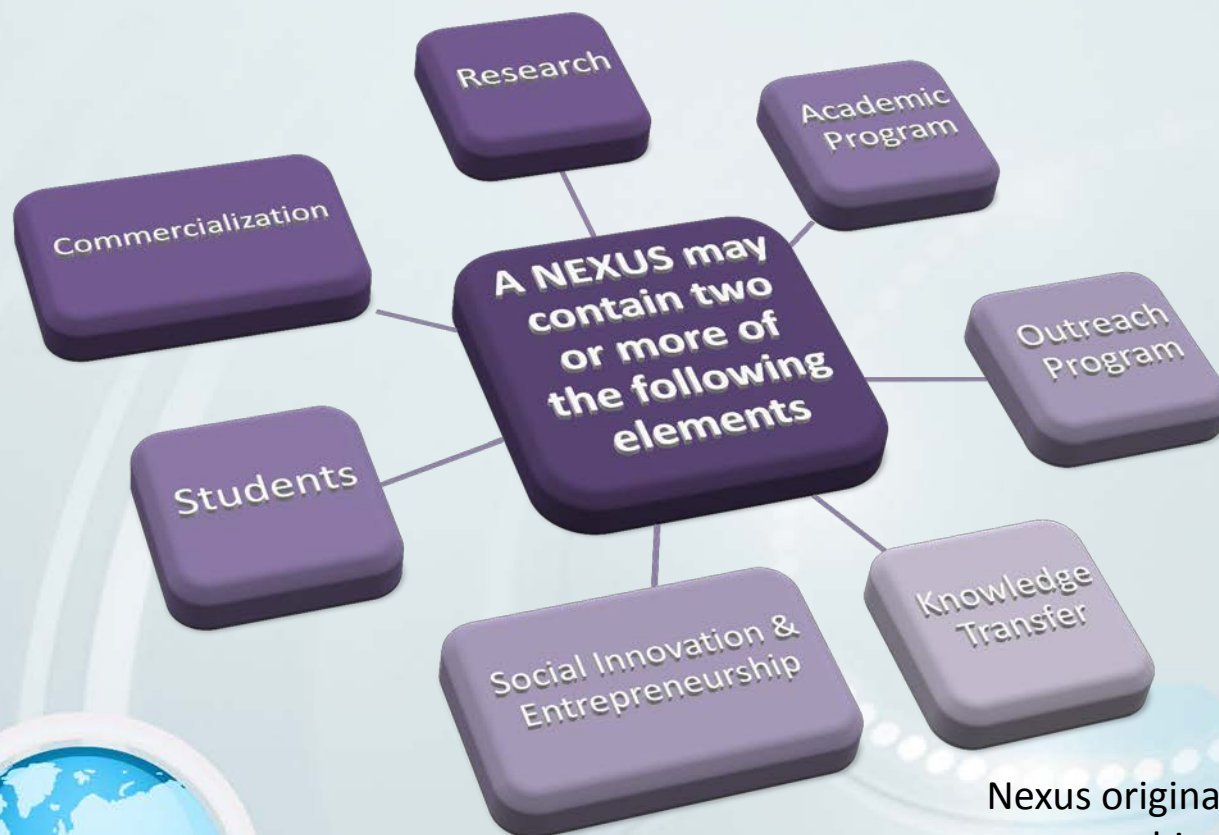 Research
Academic
Program
Commercialization
A NEXUS may
contain two
or more of
the following
elements
Outreach
Program
Students
Knowledge
Transfer
Social Innovation &
Entrepreneurship
Nexus